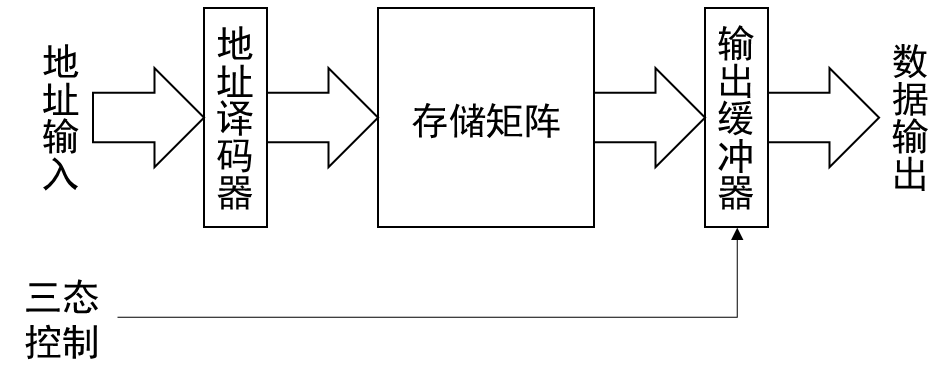 地址输入
地址译码器
存储矩阵
输出缓冲器
数据输出
三态
控制